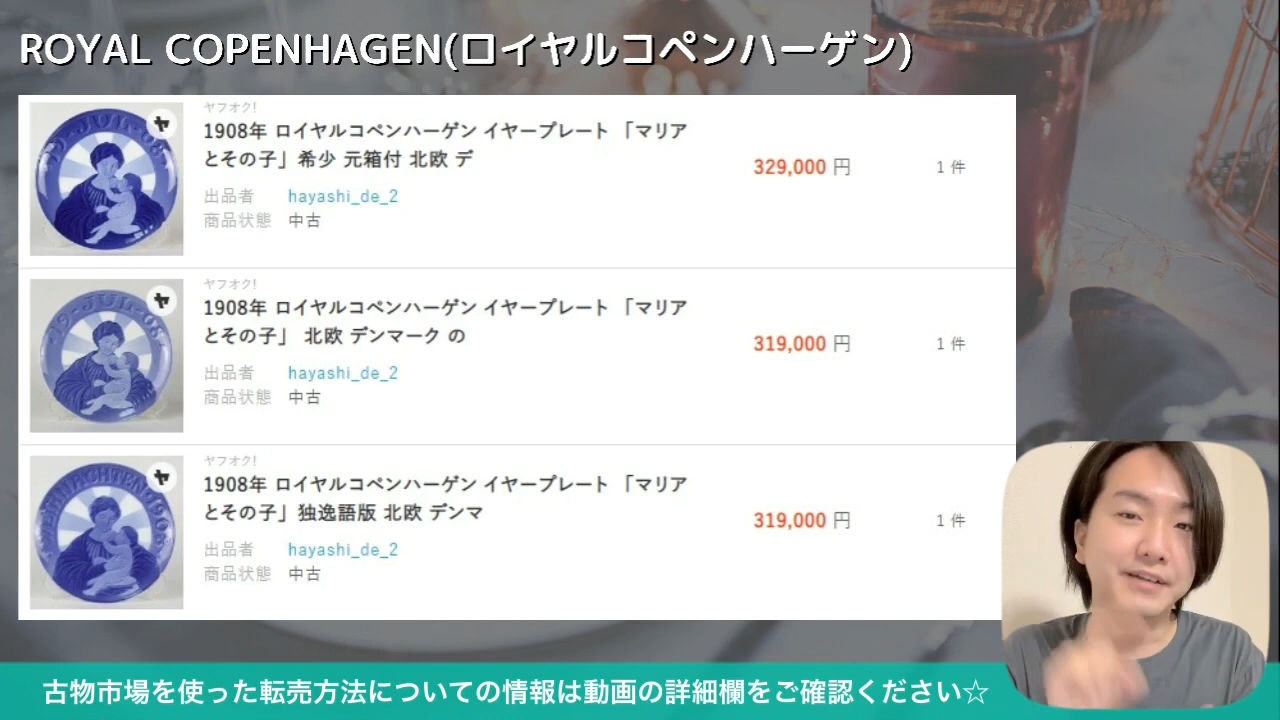 ROYAL COPENHAGEN(ロイヤルコペンハーゲン)
ヤフオク!
1908年 ロイヤルコペンハーゲン イヤープレート 「マリア
とその子」希少 元箱付 北欧 デ
329,000 円
1 件
出品者 hayashi_de_2
商品状態 中古
ヤフオク!
1908年 ロイヤルコペンハーゲン イヤープレート 「マリア
とその子」 北欧 デンマーク の
319,000 円
1 件
出品者 hayashi_de_2
商品状態 中古
ヤフオク!
1908年 ロイヤルコペンハーゲン イヤープレート 「マリア
とその子」独逸語版 北欧 デンマ
319,000 円
1 件
出品者 hayashi_de_2
商品状態 中古
古物市場を使った転売方法についての情報は動画の詳細欄をご確認ください☆